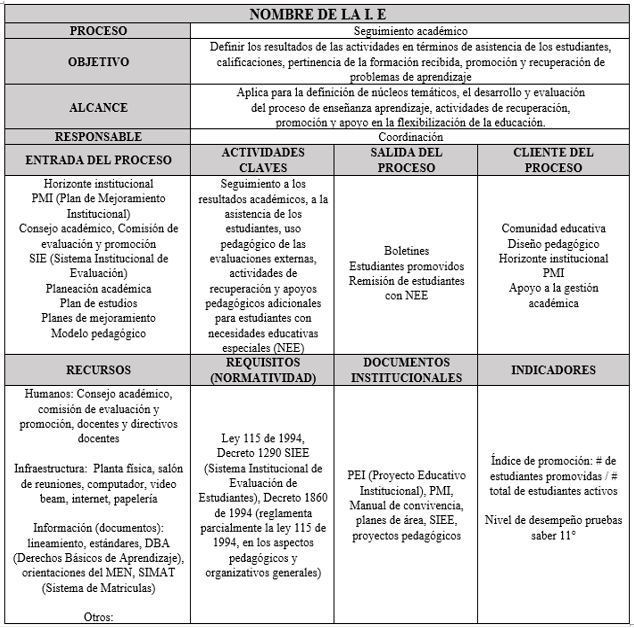 NOMBRE DE LA I. E
PROCESO
Seguimiento académico
OBJETIVO
Definir los resultados de las actividades en términos de asistencia de los estudiantes,
calificaciones, pertinencia de la formación recibida, promoción y recuperación de
problemas de aprendizaje
ALCANCE
Aplica para la definición de núcleos temáticos, el desarrollo y evaluación
del proceso de enseñanza aprendizaje, actividades de recuperación,
promoción y apoyo en la flexibilización de la educación.
RESPONSABLE
Coordinación
ENTRADA DEL PROCESO
ACTIVIDADES
CLAVES
SALIDA DEL
PROCESO
CLIENTE DEL
PROCESO
Horizonte institucional
PMI (Plan de Mejoramiento
Institucional)
Consejo académico, Comisión de
evaluación y promoción
SIE (Sistema Institucional de
Evaluación)
Planeación académica
Plan de estudios
Planes de mejoramiento
Modelo pedagógico
Seguimiento a los
resultados académicos, a la
asistencia de los
estudiantes, uso
pedagógico de las
evaluaciones externas,
actividades de
recuperación y apoyos
pedagógicos adicionales
para estudiantes con
necesidades educativas
especiales (NEE)
Boletines
Estudiantes promovidos
Remisión de estudiantes
con NEE
Comunidad educativa
Diseño pedagógico
Horizonte institucional
PMI
Apoyo a la gestión
académica
RECURSOS
REQUISITOS
(NORMATIVIDAD)
DOCUMENTOS
INSTITUCIONALES
INDICADORES
Humanos: Consejo académico,
comisión de evaluación y
promoción, docentes y directivos
docentes
Infraestructura: Planta física, salón
de reuniones, computador, video
beam, internet, papelería
Información (documentos):
lineamiento, estándares, DBA
(Derechos Básicos de Aprendizaje),
orientaciones del MEN, SIMAT
(Sistema de Matriculas)
Otros:
Ley 115 de 1994,
Decreto 1290 SIEE
(Sistema Institucional de
Evaluación de
Estudiantes), Decreto 1860
de 1994 (reglamenta
parcialmente la ley 115 de
1994, en los aspectos
pedagógicos y
organizativos generales)
PEI (Proyecto Educativo
Institucional), PMI,
Manual de convivencia,
planes de área, SIEE,
proyectos pedagógicos
Índice de promoción: # de
estudiantes promovidas / #
total de estudiantes activos
Nivel de desempeño pruebas
saber 11°